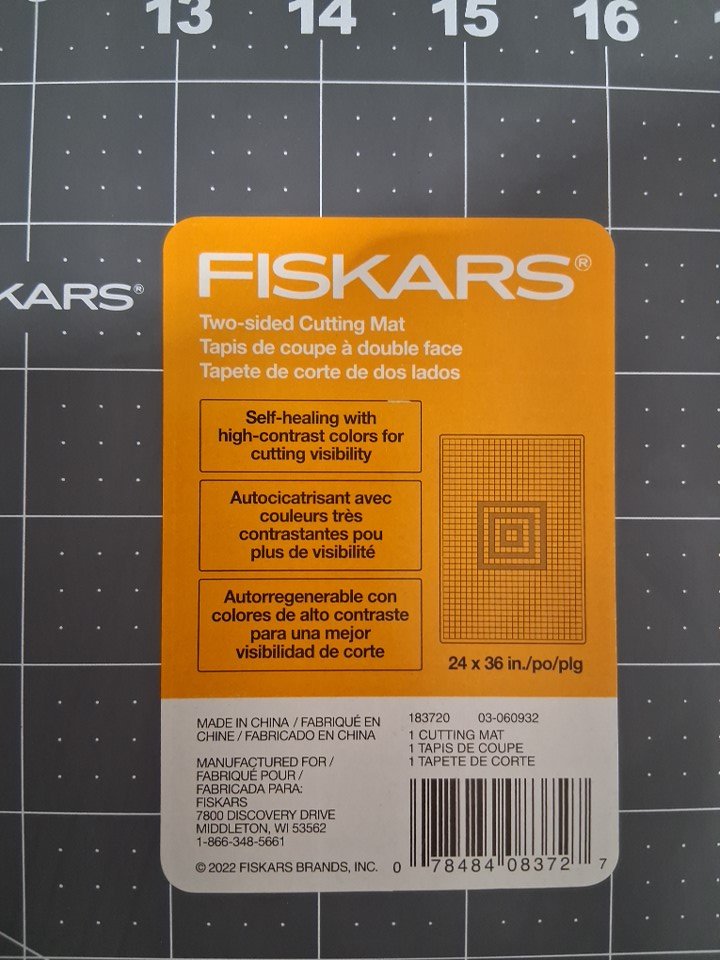 13 14 15 16
KARS®
FISKARS®
Two-sided Cutting Mat
Tapis de coupe à double face
Tapete de corte de dos lados
Self-healing with
high-contrast colors for
cutting visibility
Autocicatrisant avec
couleurs très
contrastantes pou
plus de visibilité
Autorregenerable con
colores de alto contraste
para una mejor
visibilidad de corte
24 x 36 in./po/plg
MADE IN CHINA / FABRIQUÉ EN
CHINE / FABRICADO EN CHINA
MANUFACTURED FOR /
FABRIQUÉ POUR /
FABRICADA PARA:
FISKARS
7800 DISCOVERY DRIVE
MIDDLETON, WI 53562
1-866-348-5661
© 2022 FISKARS BRANDS, INC.
183720 03-060932
1 CUTTING MAT
1 TAPIS DE COUPE
1 TAPETE DE CORTE
0 78484 08372 7